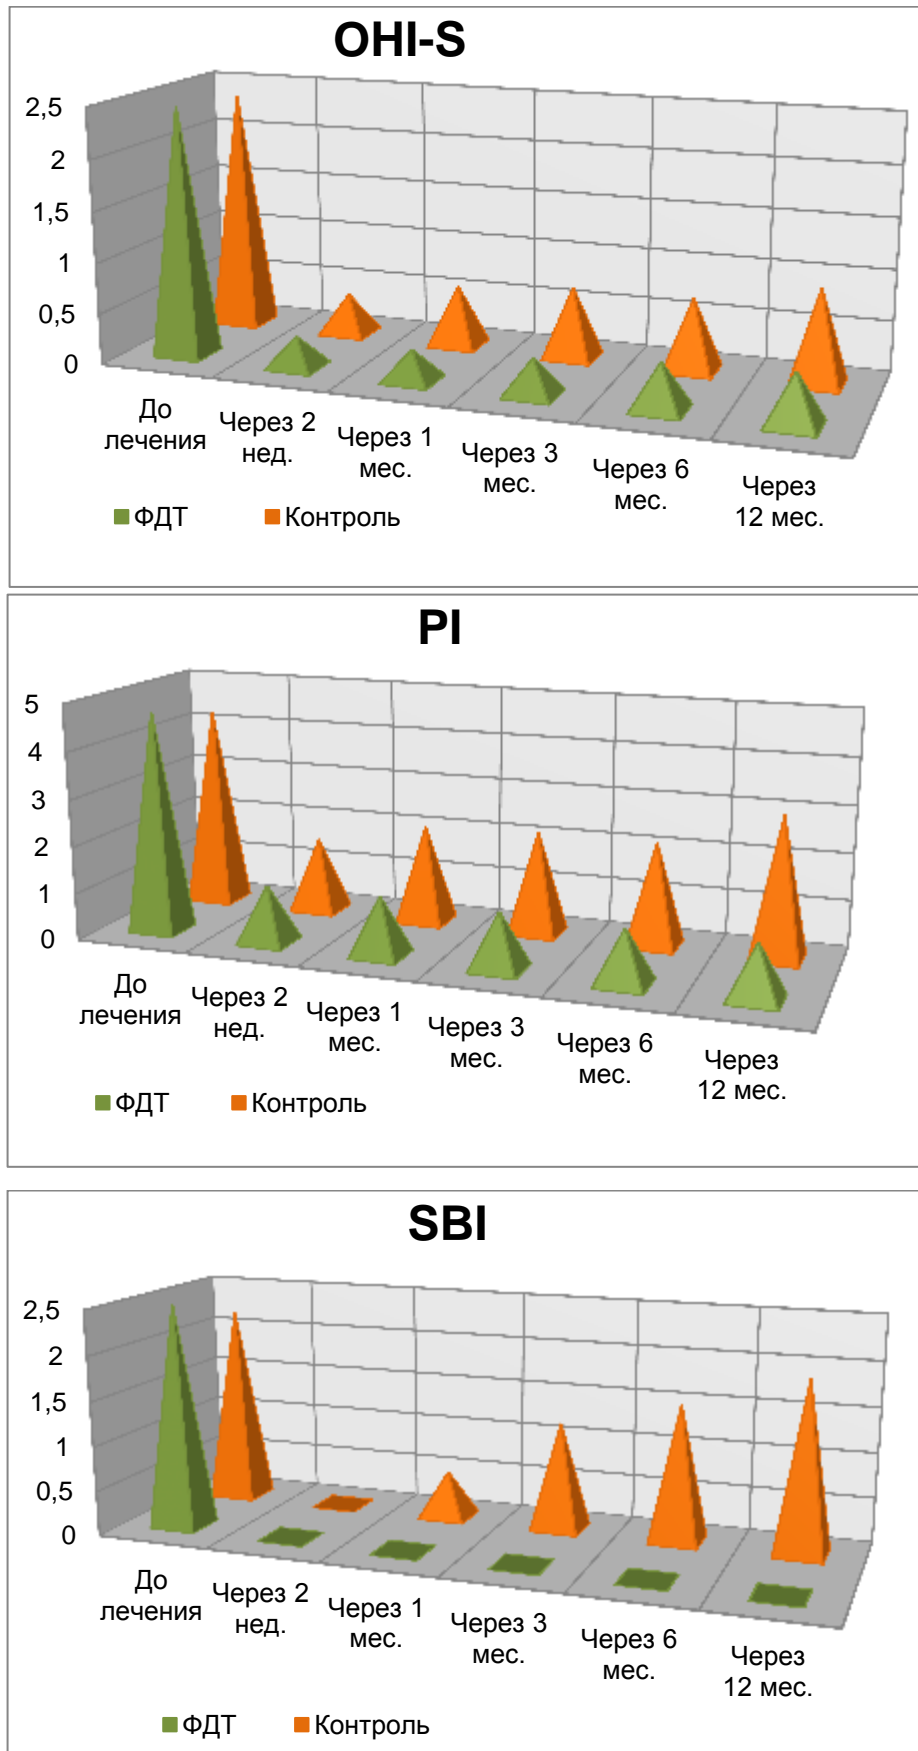 OHI-S
2,5
2
1,5
1
0,5
0
До
лечения
Через 2
нед.
Через 1
мес.
Через 3
мес.
Через 6
мес.
Через
12 мес.
ФДТ
Контроль
PI
5
4
3
2
1
0
До
лечения
Через 2
нед.
Через 1
мес.
Через 3
мес.
Через 6
мес.
Через
12 мес.
ФДТ
Контроль
SBI
2,5
2
1,5
1
0,5
0
До
лечения
Через 2
нед.
Через 1
мес.
Через 3
мес.
Через 6
мес.
Через
12 мес.
ФДТ
Контроль